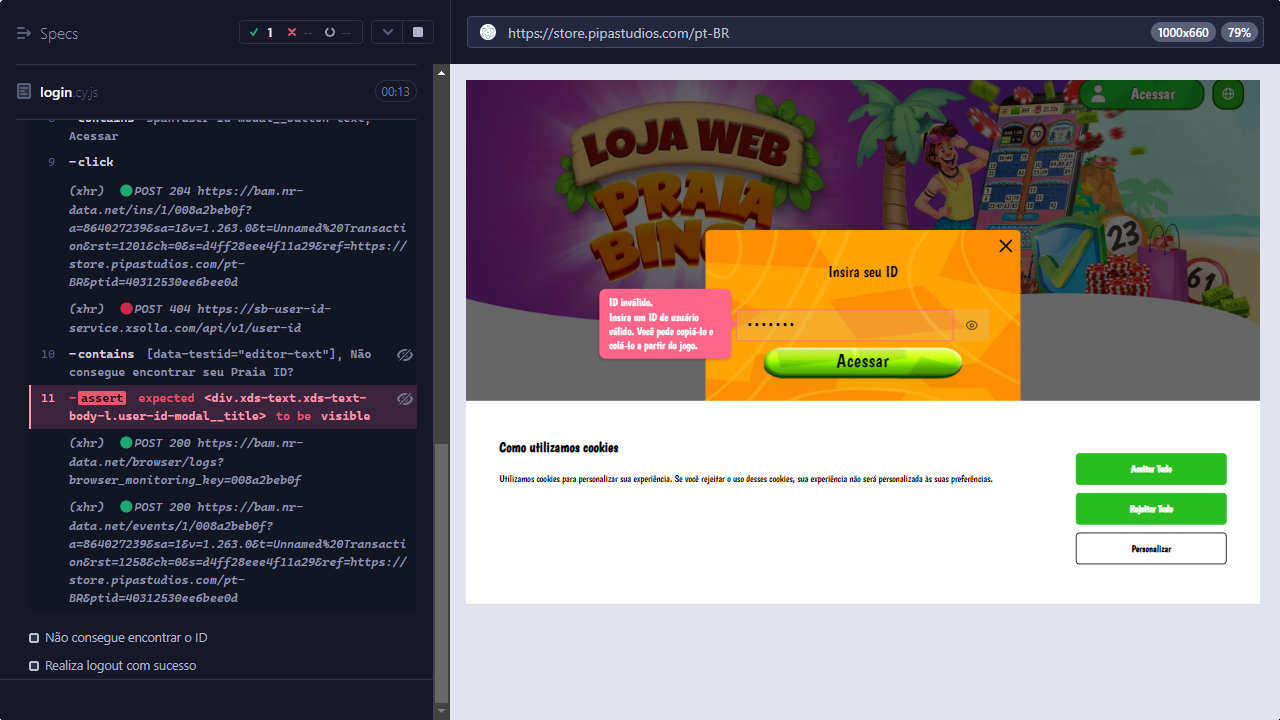 Specs
1
--
--
login cy.js
00:13
8 -contains span.user-id-modal__button-text,
Acessar
9 -click
(xhr) POST 204 https://bam.nr-
data.net/ins/1/008a2beb0f?
a=864027239&sa=1&v=1.263.0&t=Unnamed%20Transacti
on&rst=1201&ck=0&s=d4ff28eee4f11a29&ref=https://
store.pipastudios.com/pt-
BR&ptid=40312530ee6bee0d
(xhr) POST 404 https://sb-user-id-
service.xsolla.com/api/v1/user-id
10 -contains [data-testid="editor-text"], Não
consegue encontrar seu Praia ID?
11 -assert expected <div.xds-text.xds-text-
body-l.user-id-modal__title> to be visible
(xhr) POST 200 https://bam.nr-
data.net/browser/logs?
browser_monitoring_key=008a2beb0f
(xhr) POST 200 https://bam.nr-
data.net/events/1/008a2beb0f?
a=864027239&sa=1&v=1.263.0&t=Unnamed%20Transacti
on&rst=1258&ck=0&s=d4ff28eee4f11a29&ref=https://
store.pipastudios.com/pt-
BR&ptid=40312530ee6bee0d
Não consegue encontrar o ID
Realiza logout com sucesso
https://store.pipastudios.com/pt-BR
1000x660
79%
Acessar
LOJA WEB
PRAIA
BINGO
70
23
61
Insira seu ID
ID inválido.
Insira um ID de usuário
válido. Você pode copiá-lo e
colá-lo a partir do jogo.
Acessar
Como utilizamos cookies
Utilizamos cookies para personalizar sua experiência. Se você rejeitar o uso desses cookies, sua experiência não será personalizada às suas preferências.
Aceitar Tudo
Rejeitar Tudo
Personalizar